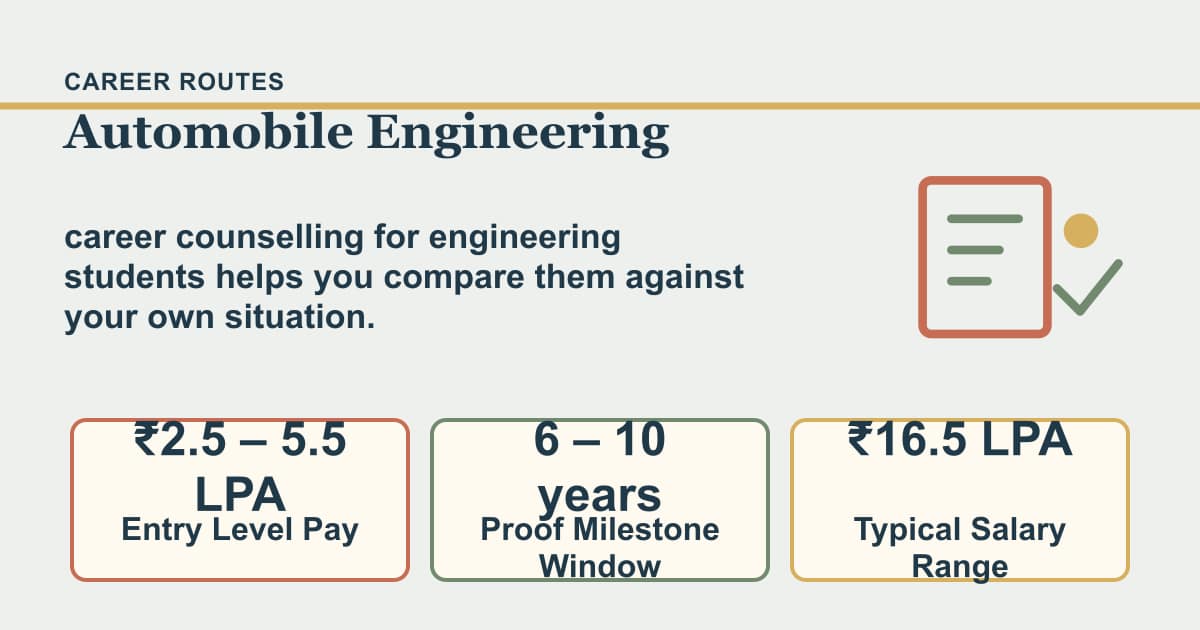 CAREER ROUTES
Automobile Engineering
career counselling for engineering
students helps you compare them against
your own situation.
₹2.5 – 5.5
LPA
Entry Level Pay
6 – 10
years
Proof Milestone
Window
₹16.5 LPA
Typical Salary
Range